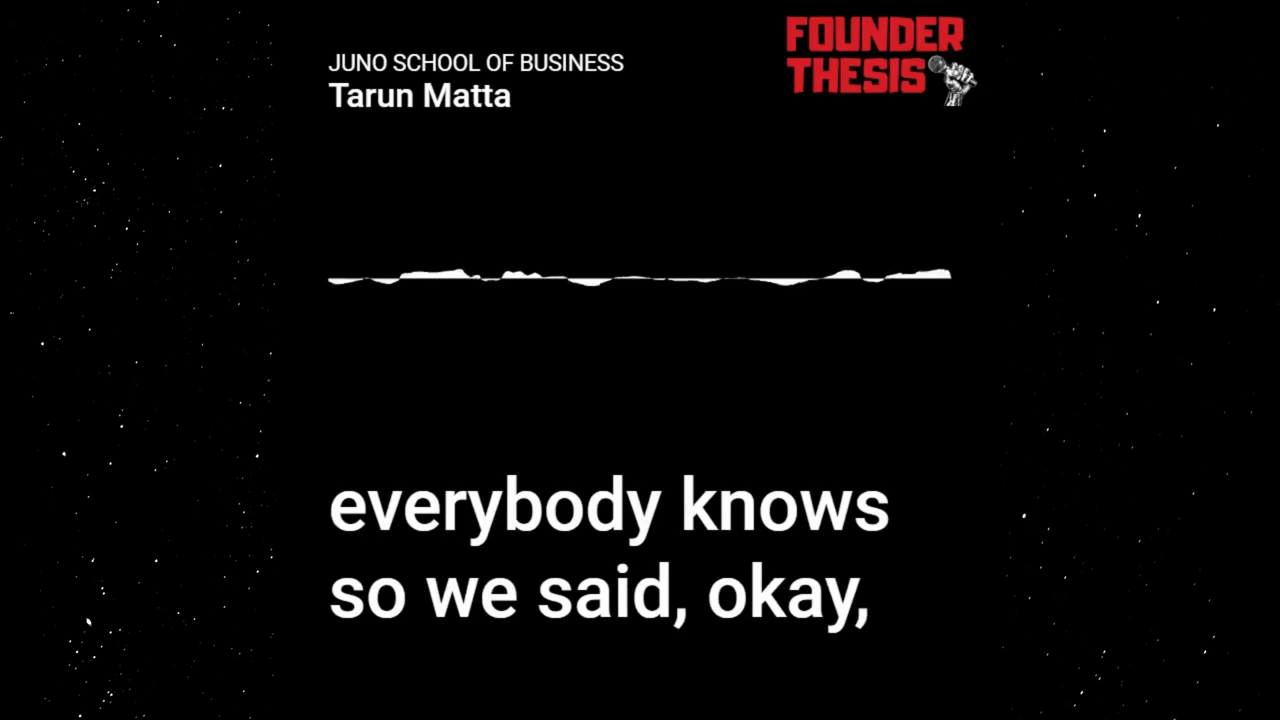 JUNO SCHOOL OF BUSINESS
Tarun Matta
FOUNDER
THESIS
everybody knows
so we said, okay,